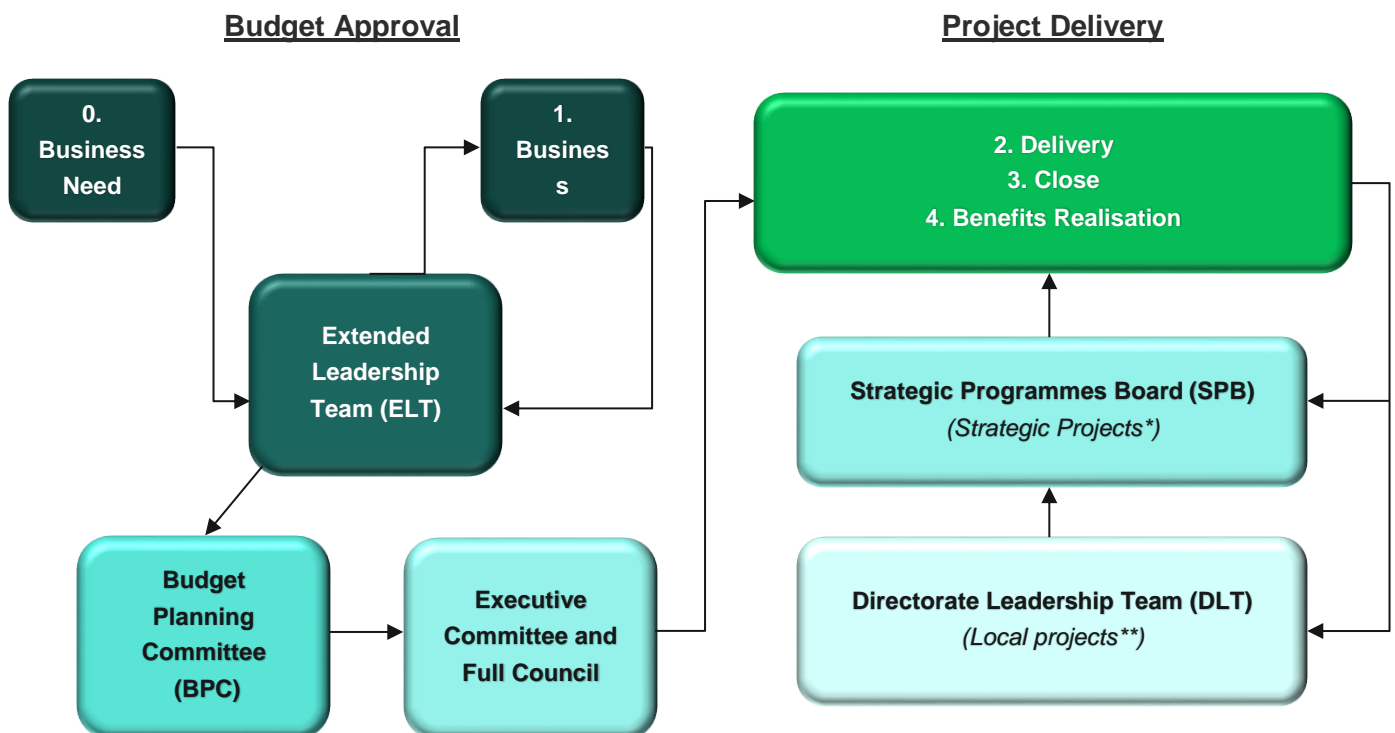 Budget Approval
Project Delivery
0.
Business
Need
1.
Busines
s
2. Delivery
3. Close
4. Benefits Realisation
Extended
Leadership
Team (ELT)
Strategic Programmes Board (SPB)
(Strategic Projects*)
Budget
Planning
Committee
(BPC)
Executive
Committee and
Full Council
Directorate Leadership Team (DLT)
(Local projects**)